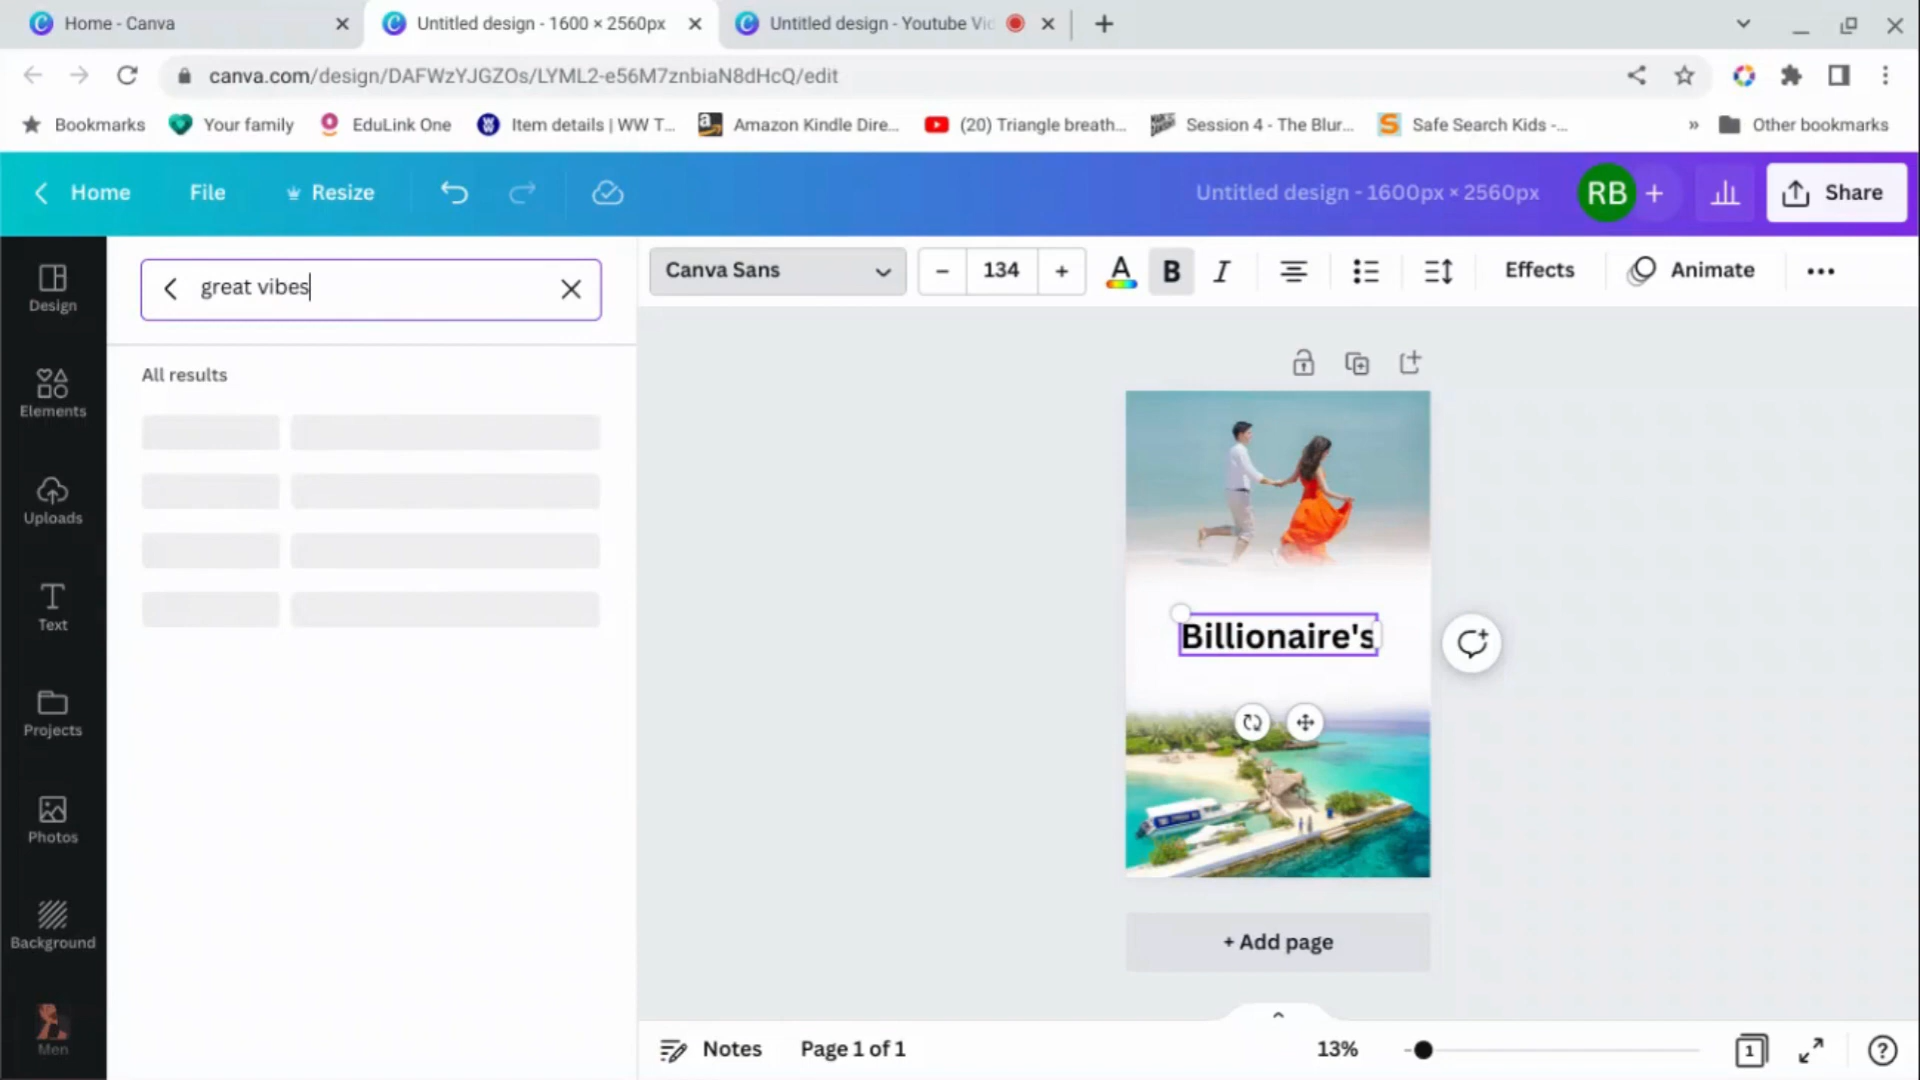 Home - Canva
Untitled design - 1600 × 2560px
Untitled design - Youtube Vid
canva.com/design/DAFWzYJGZOs/LYML2-e56M7znbiaN8dHcQ/edit
Bookmarks
Your family
EduLink One
Item details | WW T...
Amazon Kindle Dire...
(20) Triangle breath...
Session 4 - The Blur...
Safe Search Kids -...
»
Other bookmarks
Home
File
Resize
Untitled design - 1600px × 2560px
RB
+
Share
great vibes
Canva Sans
– 134 +
A
B
I
Effects
Animate
Design
Elements
Uploads
Text
Projects
Photos
Background
Men
All results
Billionaire's
+ Add page
Notes
Page 1 of 1
13%
1
?